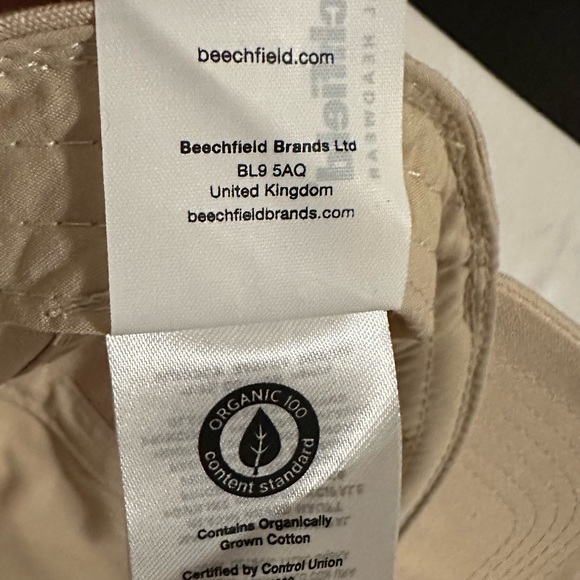 beechfield.com
Beechfield Brands Ltd
BL9 5AQ
United Kingdom
beechfieldbrands.com
ORGANIC 100
content standard
Contains Organically
Grown Cotton
Certified by Control Union